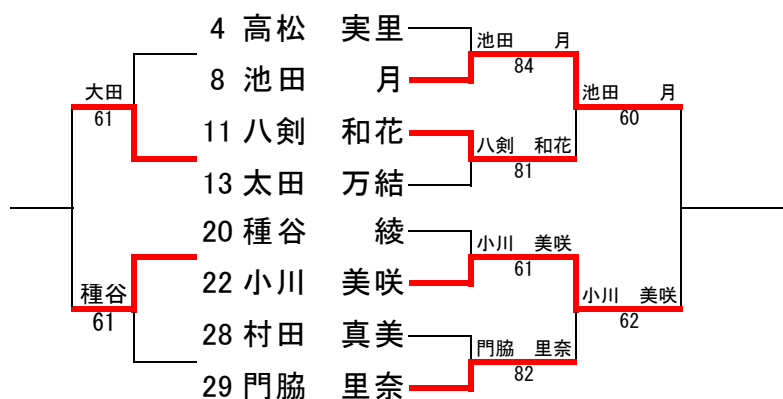 4 高松 実里
8 池田 月
11 八剣 和花
13 太田 万結
20 種谷 綾
22 小川 美咲
28 村田 真美
29 門脇 里奈
大田
61
種谷
61
池田 月
84
八剣 和花
81
小川 美咲
61
門脇 里奈
82
池田 月
60
小川 美咲
62